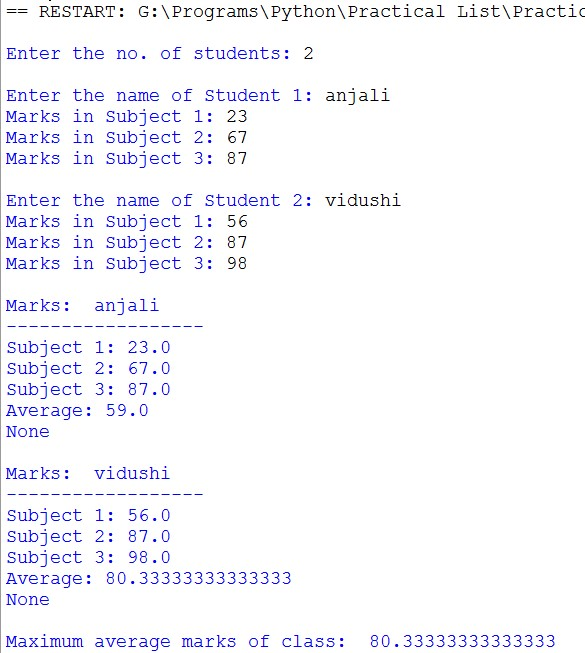 == RESTART: G:\Programs\Python\Practical List\Practic
Enter the no. of students: 2
Enter the name of Student 1: anjali
Marks in Subject 1: 23
Marks in Subject 2: 67
Marks in Subject 3: 87
Enter the name of Student 2: vidushi
Marks in Subject 1: 56
Marks in Subject 2: 87
Marks in Subject 3: 98
Marks:  anjali
------------------
Subject 1: 23.0
Subject 2: 67.0
Subject 3: 87.0
Average: 59.0
None
Marks:  vidushi
------------------
Subject 1: 56.0
Subject 2: 87.0
Subject 3: 98.0
Average: 80.33333333333333
None
Maximum average marks of class:  80.33333333333333